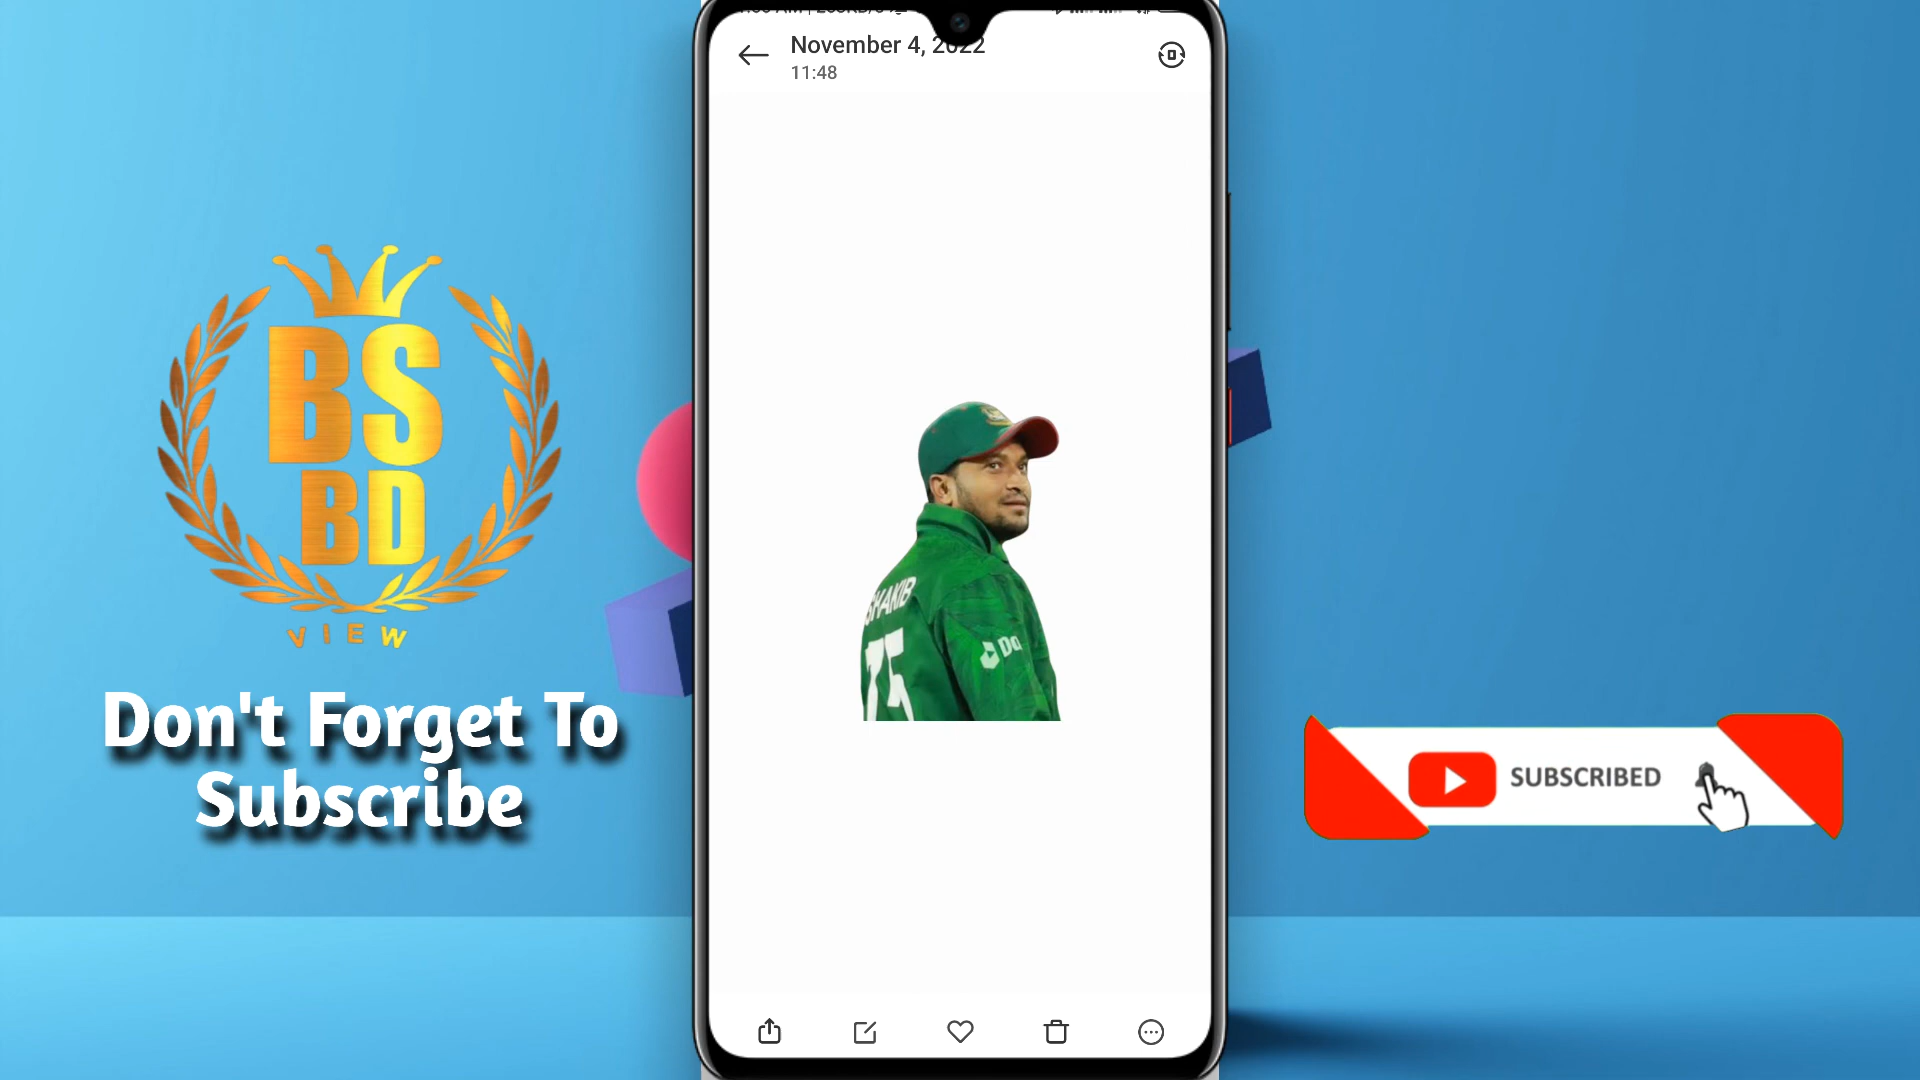 November 4, 2022
11:48
BS
BD
VIEW
Don't Forget To
Subscribe
SHAKIB
75
SUBSCRIBED